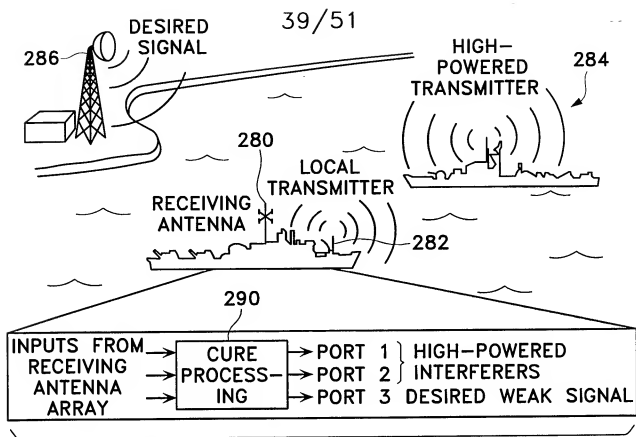 39/51
286
DESIRED
SIGNAL
HIGH-
POWERED
TRANSMITTER
284
280
LOCAL
TRANSMITTER
RECEIVING
ANTENNA
282
290
INPUTS FROM
RECEIVING
ANTENNA
ARRAY
CURE
PROCESS-
ING
PORT 1
PORT 2
HIGH-POWERED
INTERFERERS
PORT 3 DESIRED WEAK SIGNAL